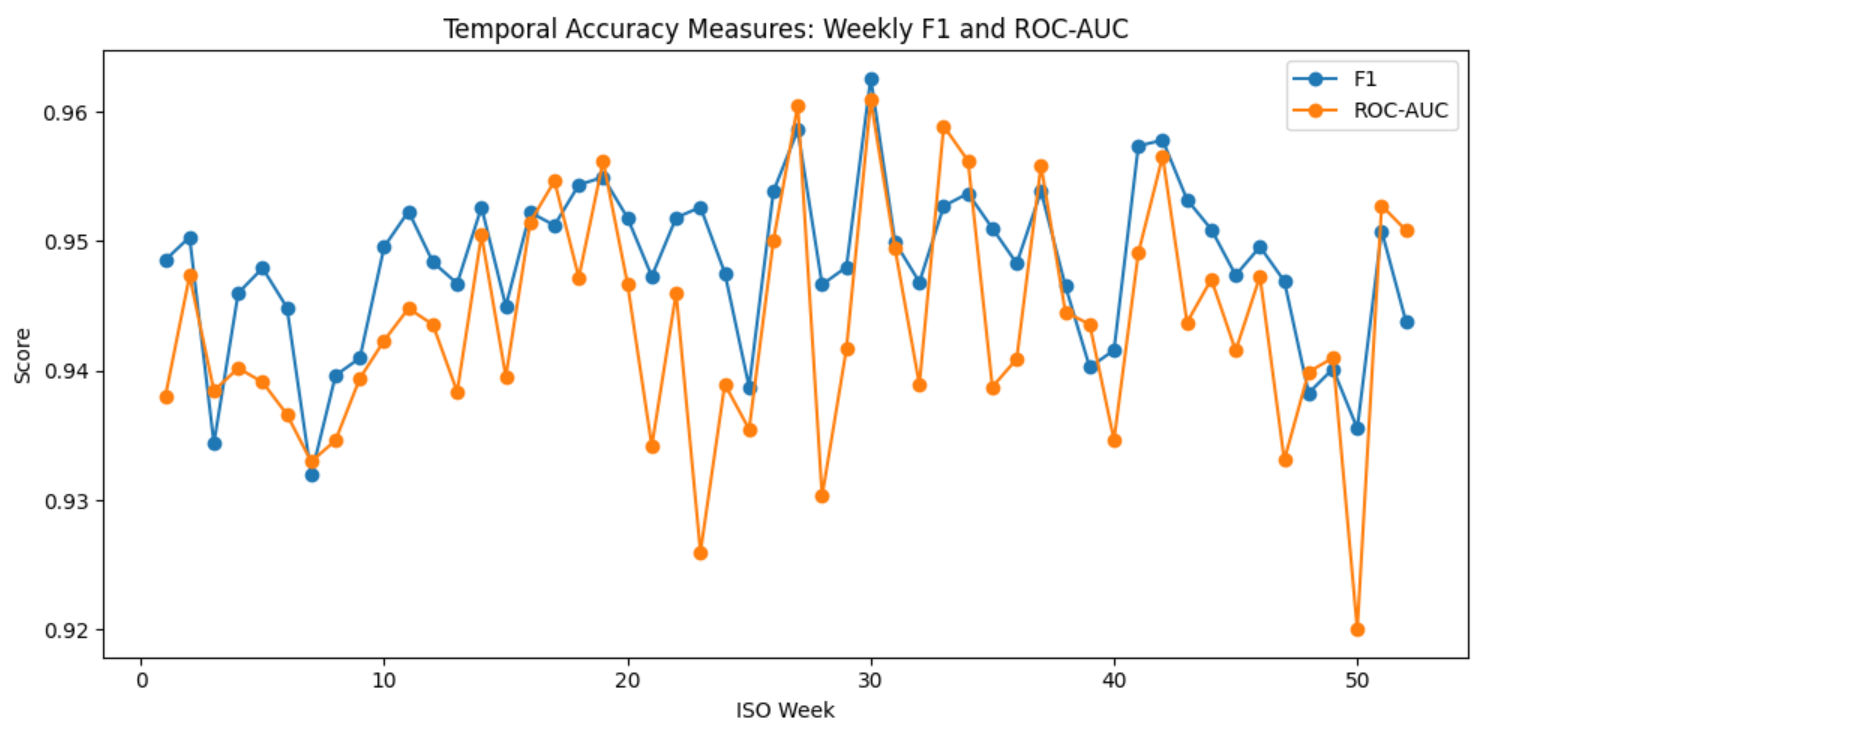 Temporal Accuracy Measures: Weekly F1 and ROC-AUC
F1
ROC-AUC
0.96
0.95
0.94
0.93
0.92
Score
0 10 20 30 40 50
ISO Week